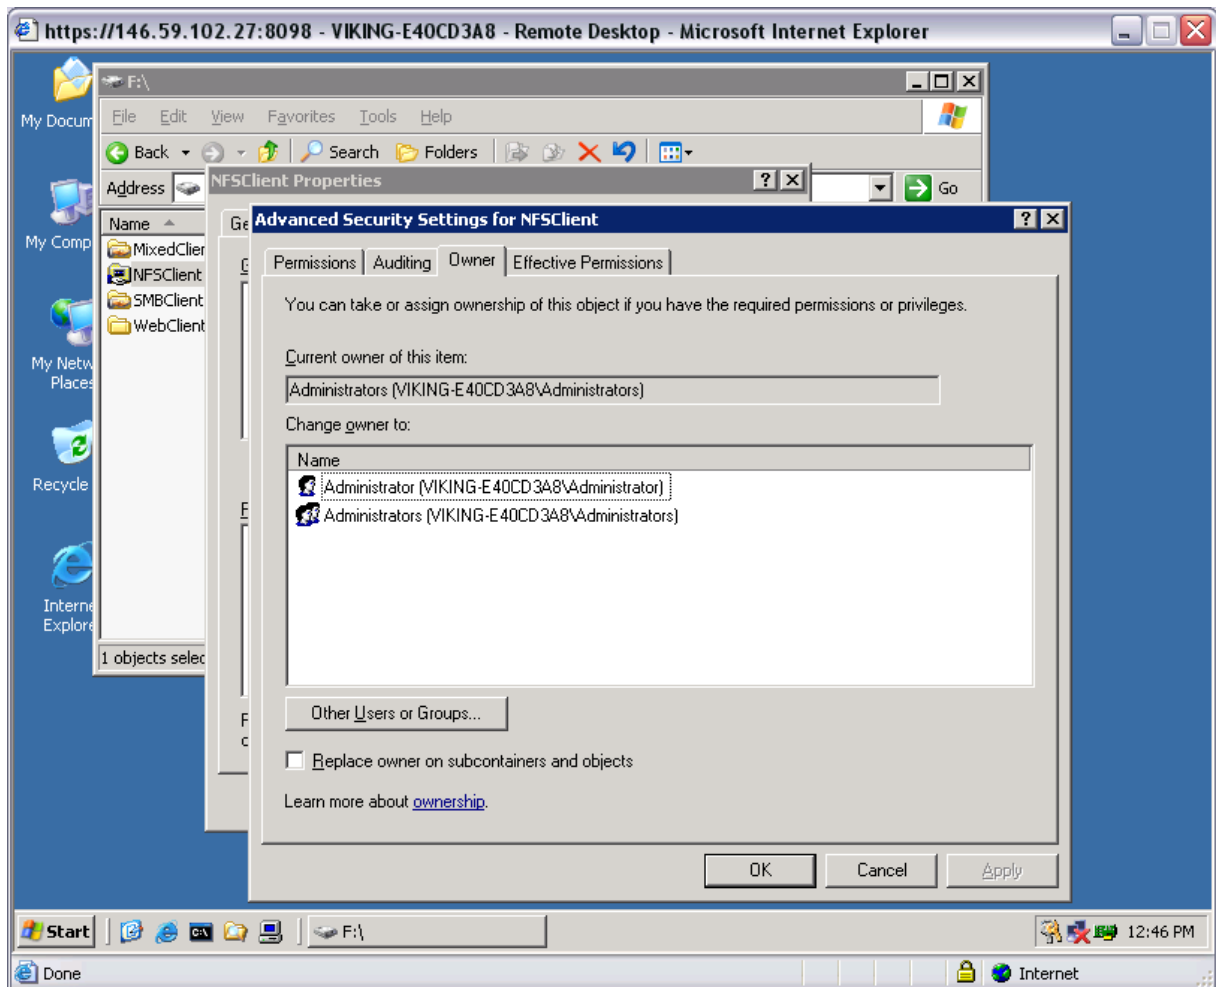 https://146.59.102.27:8098 - VIKING-E40CD3A8 - Remote Desktop - Microsoft Internet Explorer
F:\
My Docum
File Edit View Favorites Tools Help
Back Search Folders
Address Go
NFSClient Properties
Name
Ge
Advanced Security Settings for NFSClient
My Comp
MixedClier
NFSClient
SMBClient
WebClient
Permissions Auditing Owner Effective Permissions
You can take or assign ownership of this object if you have the required permissions or privileges.
Current owner of this item:
Administrators (VIKING-E40CD3A8\Administrators)
My Netw
Places
Change owner to:
Name
Administrator (VIKING-E40CD3A8\Administrator)
Administrators (VIKING-E40CD3A8\Administrators)
Recycle
Interne
Explore
1 objects selec
Other Users or Groups...
Replace owner on subcontainers and objects
Learn more about ownership.
OK Cancel Apply
Start F:\ 12:46 PM
Done Internet